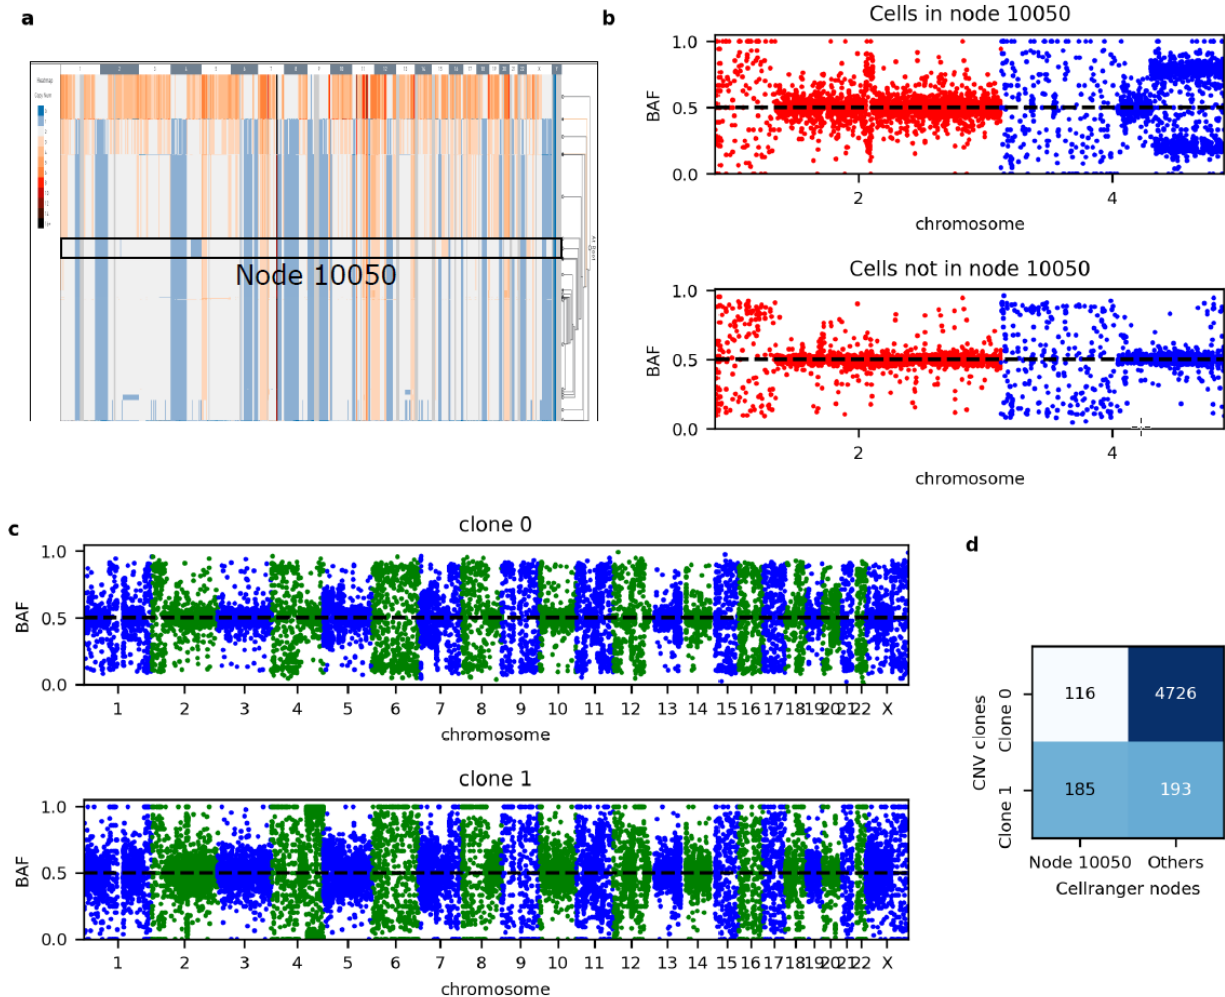 a
Heatmap
Copy Num
Node 10050
b
Cells in node 10050
1.0
0.5
0.0
BAF
2
4
chromosome
Cells not in node 10050
1.0
0.5
0.0
BAF
2
4
chromosome
c
clone 0
1.0
0.5
0.0
BAF
1 2 3 4 5 6 7 8 9 10 11 12 13 14 15 16 17 18 19 20 21 22 X
chromosome
clone 1
1.0
0.5
0.0
BAF
1 2 3 4 5 6 7 8 9 10 11 12 13 14 15 16 17 18 19 20 21 22 X
chromosome
d
CNV clones
Clone 0
Clone 1
116 4726
185 193
Node 10050 Others
Cellranger nodes